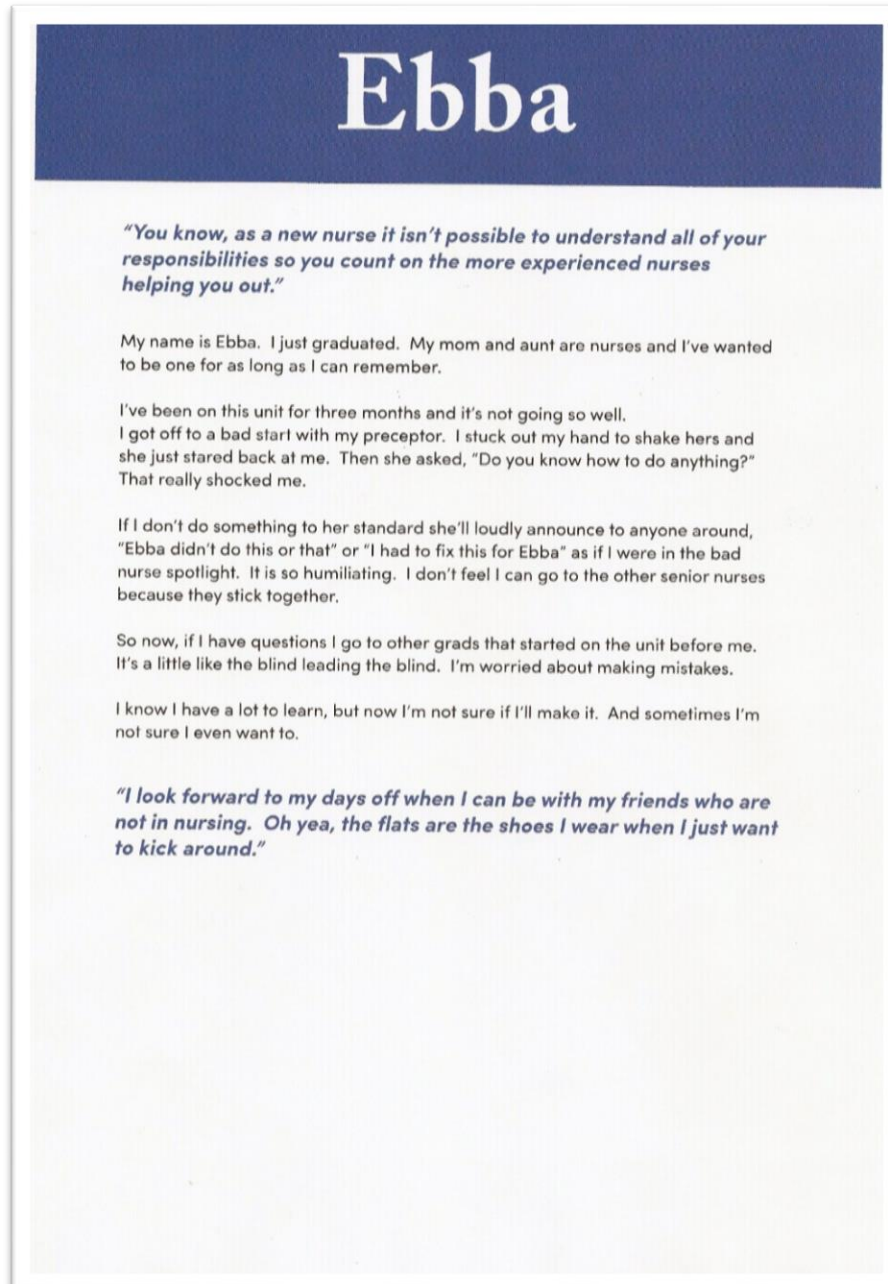 Ebba
“You know, as a new nurse it isn’t possible to understand all of your
responsibilities so you count on the more experienced nurses
helping you out.”
My name is Ebba.  I just graduated.  My mom and aunt are nurses and I’ve wanted
to be one for as long as I can remember.
I’ve been on this unit for three months and it’s not going so well.
I got off to a bad start with my preceptor.  I stuck out my hand to shake hers and
she just stared back at me.  Then she asked, “Do you know how to do anything?”
That really shocked me.
If I don’t do something to her standard she’ll loudly announce to anyone around,
“Ebba didn’t do this or that” or “I had to fix this for Ebba” as if I were in the bad
nurse spotlight.  It is so humiliating.  I don’t feel I can go to the other senior nurses
because they stick together.
So now, if I have questions I go to other grads that started on the unit before me.
It’s a little like the blind leading the blind.  I’m worried about making mistakes.
I know I have a lot to learn, but now I’m not sure if I’ll make it.  And sometimes I’m
not sure I even want to.
“I look forward to my days off when I can be with my friends who are
not in nursing.  Oh yea, the flats are the shoes I wear when I just want
to kick around.”